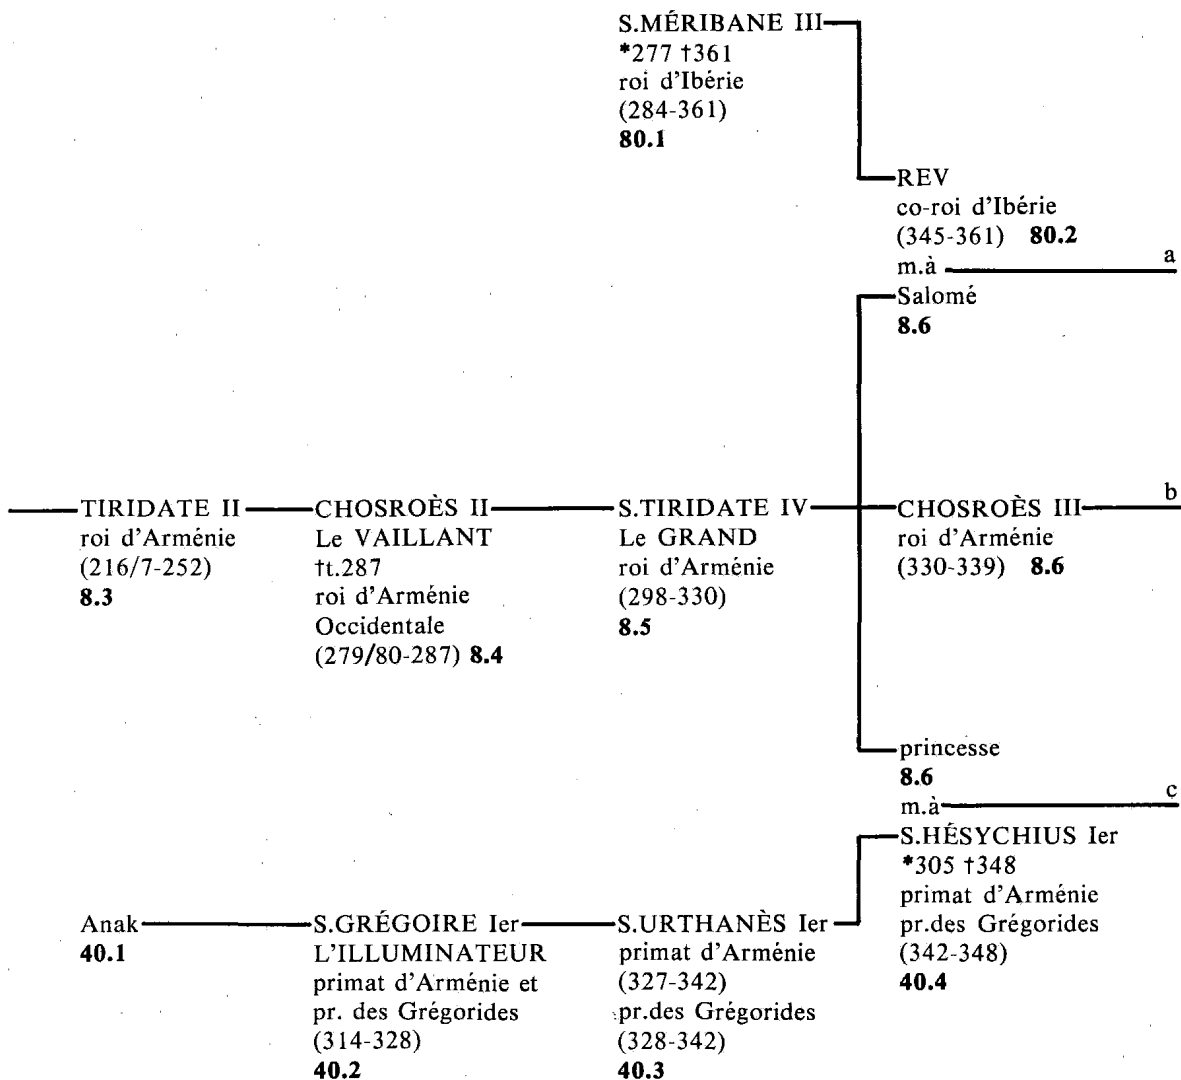 S.MÉRIBANE III
*277 †361
roi d'Ibérie
(284-361)
80.1
REV
co-roi d'Ibérie
(345-361) 80.2
m.à a
Salomé
8.6
TIRIDATE II
roi d'Arménie
(216/7-252)
8.3
CHOSROÈS II
Le VAILLANT
†t.287
roi d'Arménie
Occidentale
(279/80-287) 8.4
S.TIRIDATE IV
Le GRAND
roi d'Arménie
(298-330)
8.5
CHOSROÈS III b
roi d'Arménie
(330-339) 8.6
princesse
8.6
m.à c
S.HÉSYCHIUS Ier
*305 †348
primat d'Arménie
pr.des Grégorides
(342-348)
40.4
Anak
40.1
S.GRÉGOIRE Ier
L'ILLUMINATEUR
primat d'Arménie et
pr. des Grégorides
(314-328)
40.2
S.URTHANÈS Ier
primat d'Arménie
(327-342)
pr.des Grégorides
(328-342)
40.3